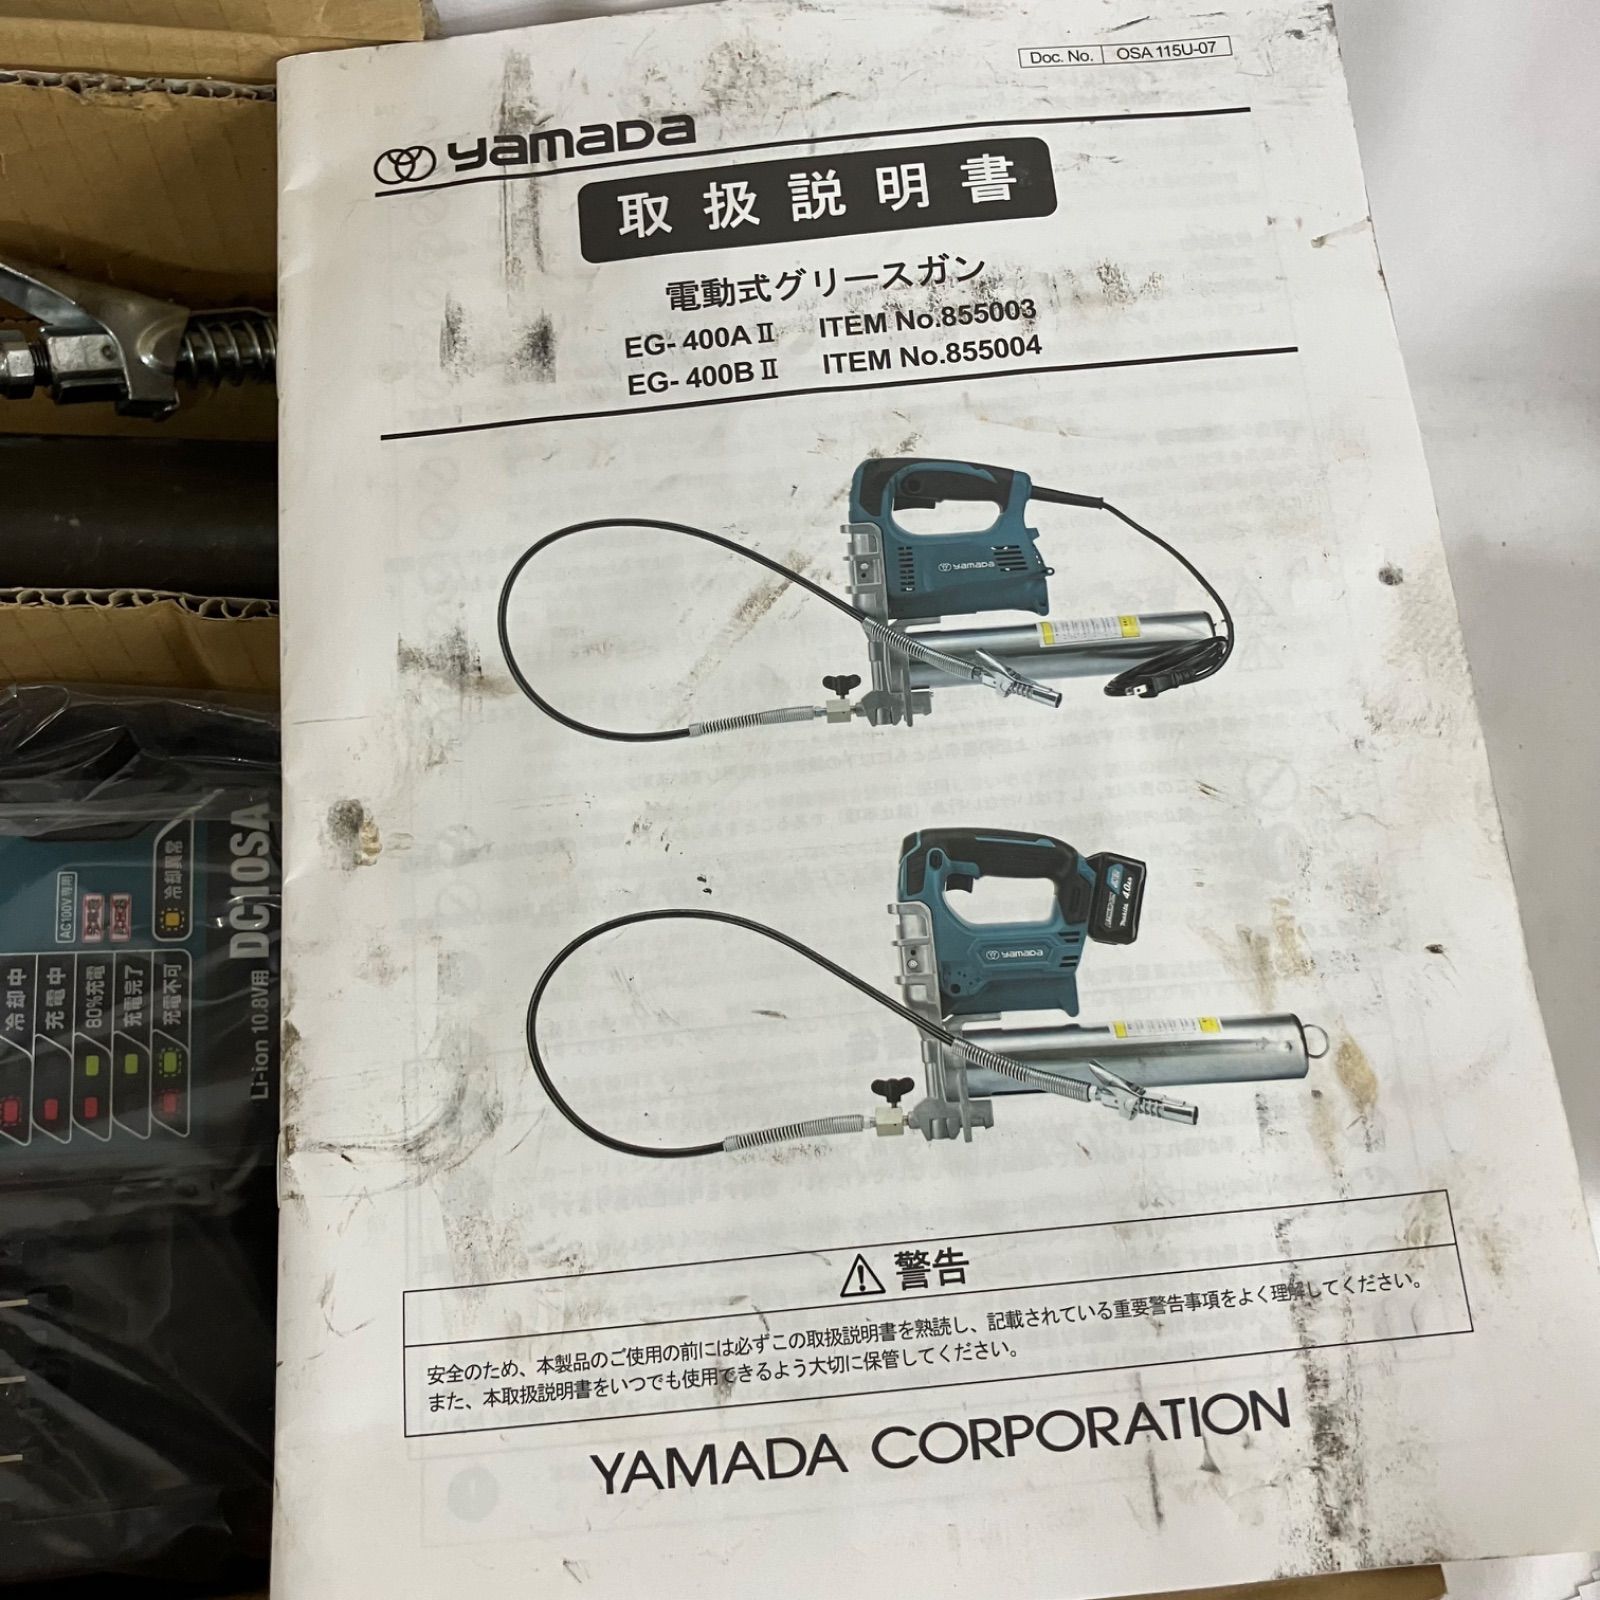 Doc. No. OSA 115U-07
yamada
取扱説明書
電動式グリースガン
EG-400AⅡ ITEM No.855003
EG-400BⅡ ITEM No.855004
yamada
yamada
makita 4.0Ah
警告
安全のため、本製品のご使用の前には必ずこの取扱説明書を熟読し、記載されている重要警告事項をよく理解してください。
また、本取扱説明書をいつでも使用できるよう大切に保管してください。
YAMADA CORPORATION
AC100V専用
冷却異常
冷却中
充電中
80%充電
充電完了
充電不可
Li-ion 10.8V用 DC10SA